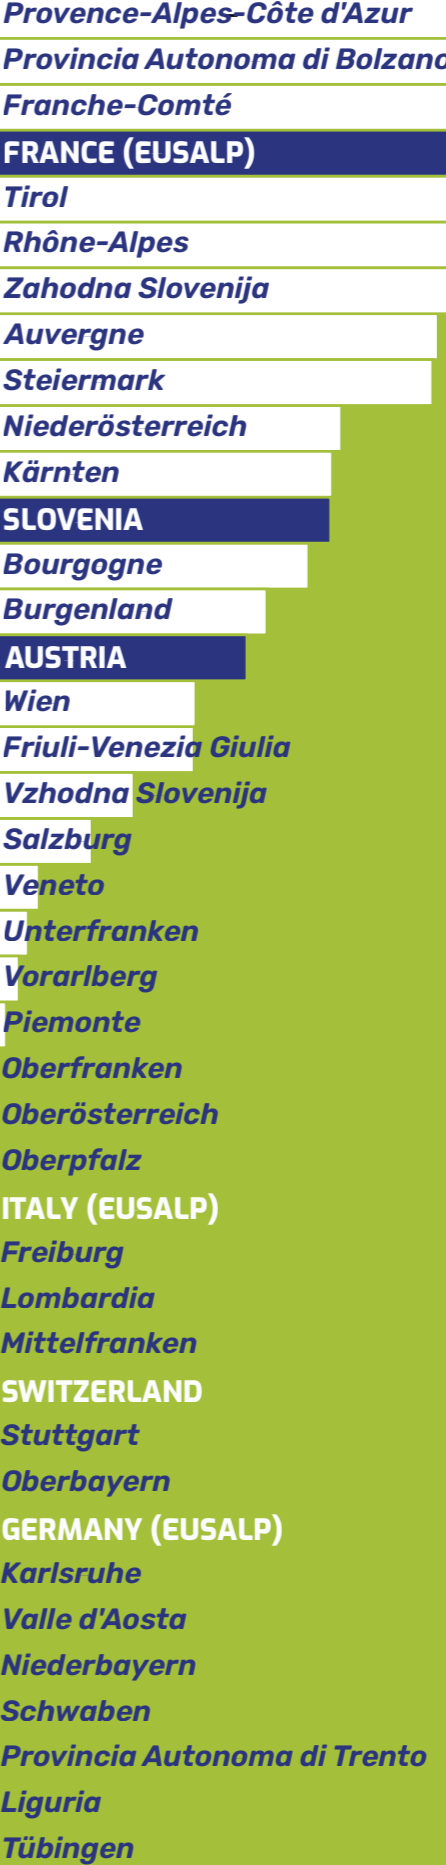 Provence-Alpes-Côte d'Azur
Provincia Autonoma di Bolzano
Franche-Comté
FRANCE (EUSALP)
Tirol
Rhône-Alpes
Zahodna Slovenija
Auvergne
Steiermark
Niederösterreich
Kärnten
SLOVENIA
Bourgogne
Burgenland
AUSTRIA
Wien
Friuli-Venezia Giulia
Vzhodna Slovenija
Salzburg
Veneto
Unterfranken
Vorarlberg
Piemonte
Oberfranken
Oberösterreich
Oberpfalz
ITALY (EUSALP)
Freiburg
Lombardia
Mittelfranken
SWITZERLAND
Stuttgart
Oberbayern
GERMANY (EUSALP)
Karlsruhe
Valle d'Aosta
Niederbayern
Schwaben
Provincia Autonoma di Trento
Liguria
Tübingen